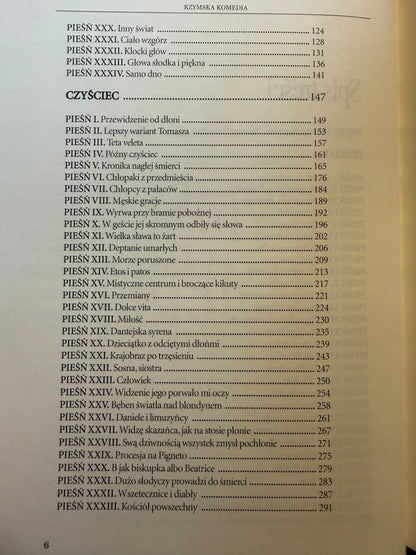 RZYMSKA KOMEDIA
PIEŚŃ XXX. Inny świat ........ 124
PIEŚŃ XXXI. Ciało wzgórz ........ 128
PIEŚŃ XXXII. Klocki głów ........ 131
PIEŚŃ XXXIII. Głowa słodka i piękna ........ 136
PIEŚŃ XXXIV. Samo dno ........ 141
CZYŚCIEC ........ 147
PIEŚŃ I. Przewidzenie od dłoni ........ 149
PIEŚŃ II. Lepszy wariant Tomasza ........ 153
PIEŚŃ III. Teta veleta ........ 157
PIEŚŃ IV. Późny czyściec ........ 161
PIEŚŃ V. Kronika nagłej śmierci ........ 165
PIEŚŃ VI. Chłopaki z przedmieścia ........ 176
PIEŚŃ VII. Chłopcy z pałaców ........ 184
PIEŚŃ VIII. Męskie gracje ........ 189
PIEŚŃ IX. Wyrwa przy bramie pobożnej ........ 192
PIEŚŃ X. W geście jej skromnym odbiły się słowa ........ 196
PIEŚŃ XI. Wielka sława to żart ........ 202
PIEŚŃ XII. Deptanie umarłych ........ 206
PIEŚŃ XIII. Morze poruszone ........ 209
PIEŚŃ XIV. Etos i patos ........ 213
PIEŚŃ XV. Mistyczne centrum i broczące kikuty ........ 217
PIEŚŃ XVI. Przemiany ........ 221
PIEŚŃ XVII. Dolce vita ........ 224
PIEŚŃ XVIII. Miłość ........ 230
PIEŚŃ XIX. Dantejska syrena ........ 235
PIEŚŃ XX. Dzieciątko z odciętymi dłońmi ........ 239
PIEŚŃ XXI. Krajobraz po trzęsieniu ........ 243
PIEŚŃ XXII. Sosna, siostra ........ 247
PIEŚŃ XXIII. Człowiek ........ 250
PIEŚŃ XXIV. Widzenie jego porwało mi oczy ........ 254
PIEŚŃ XXV. Bęben światła nad blondynem ........ 258
PIEŚŃ XXVI. Daniele i limuzyńcy ........ 261
PIEŚŃ XXVII. Widzę skazańca, jak na stosie płonie ........ 267
PIEŚŃ XXVIII. Swą dziwnością wszystek zmysł pochłonie ........ 271
PIEŚŃ XXIX. Procesja na Pigneto ........ 275
PIEŚŃ XXX. B jak biskupka albo Beatrice ........ 279
PIEŚŃ XXXI. Dużo słodyczy prowadzi do śmierci ........ 283
PIEŚŃ XXXII. Wszetecznice i diabły ........ 287
PIEŚŃ XXXIII. Kościół powszechny ........ 291
6